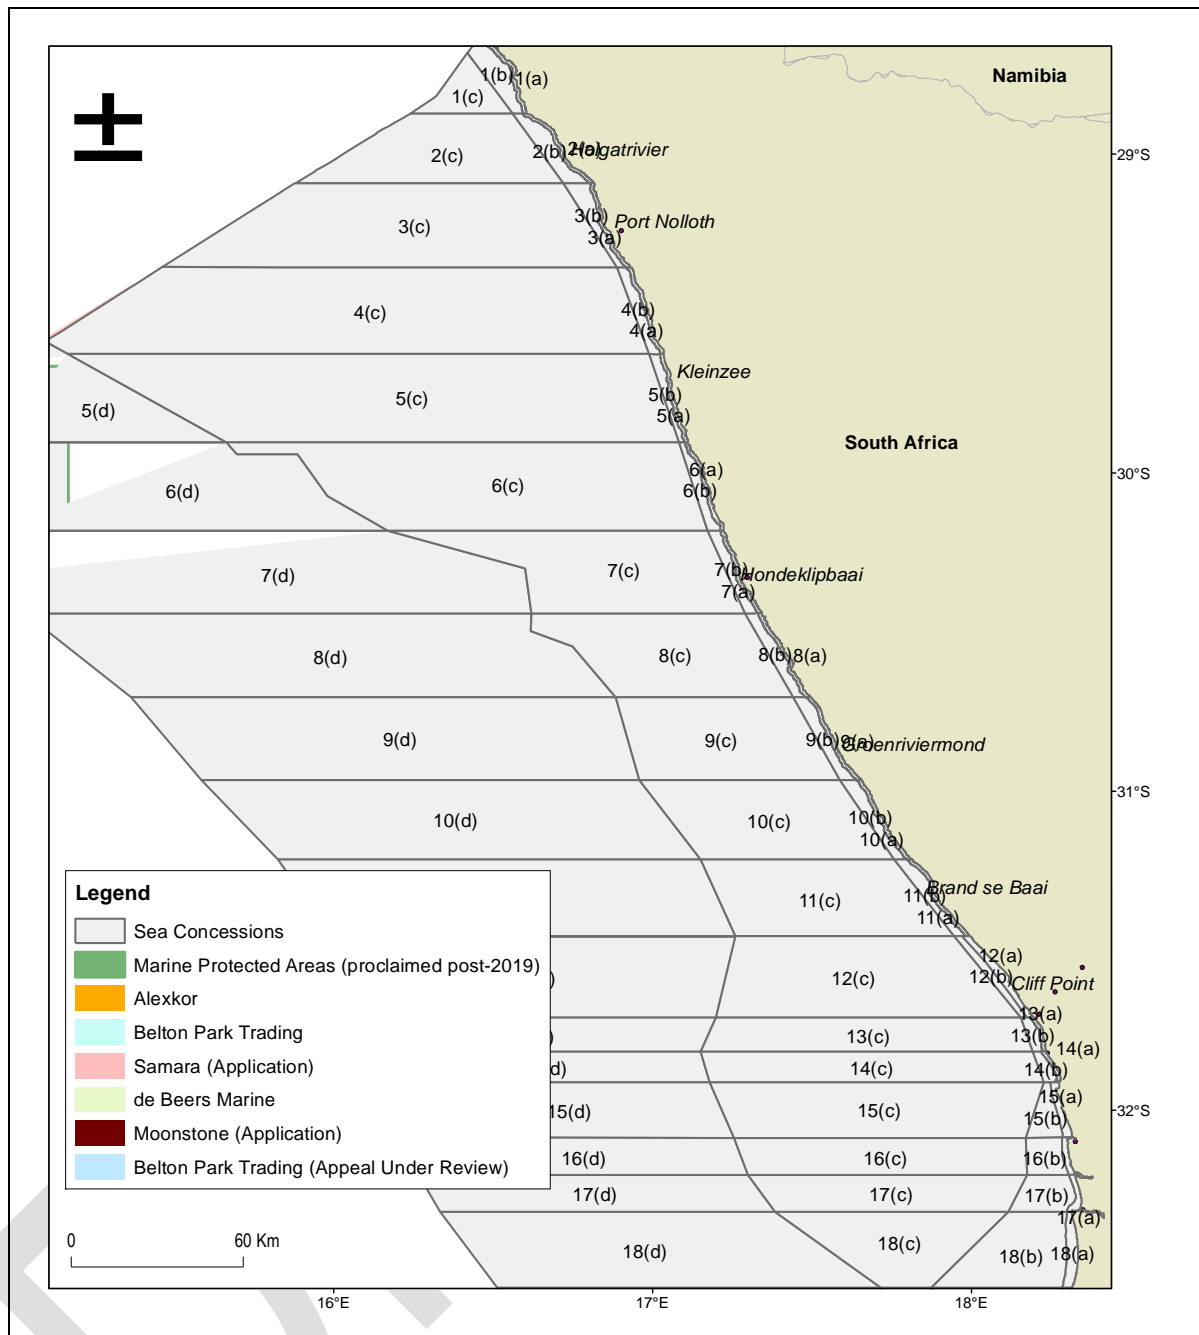 Namibia
1(b)
1(a)
1(c)
2(c)
2(b)
2(a)
Holgatrivier
29°S
3(b)
Port Nolloth
3(c)
3(a)
4(b)
4(c)
4(a)
Kleinzee
5(b)
5(c)
5(d)
5(a)
South Africa
6(a)
30°S
6(c)
6(d)
6(b)
7(b)
Hondeklipbaai
7(c)
7(d)
7(a)
8(d)
8(c)
8(b)
8(a)
9(d)
9(c)
9(b)
9(a)
Groenriviermond
31°S
10(d)
10(c)
10(b)
10(a)
Brand se Baai
11(b)
11(c)
11(a)
12(a)
12(c)
12(b)
Cliff Point
13(a)
13(c)
13(b)
14(a)
d)
14(c)
14(b)
15(a)
15(d)
15(c)
15(b)
32°S
16(d)
16(c)
16(b)
17(d)
17(c)
17(b)
17(a)
18(d)
18(c)
18(b)
18(a)
Legend
Sea Concessions
Marine Protected Areas (proclaimed post-2019)
Alexkor
Belton Park Trading
Samara (Application)
de Beers Marine
Moonstone (Application)
Belton Park Trading (Appeal Under Review)
0 60 Km
16°E
17°E
18°E